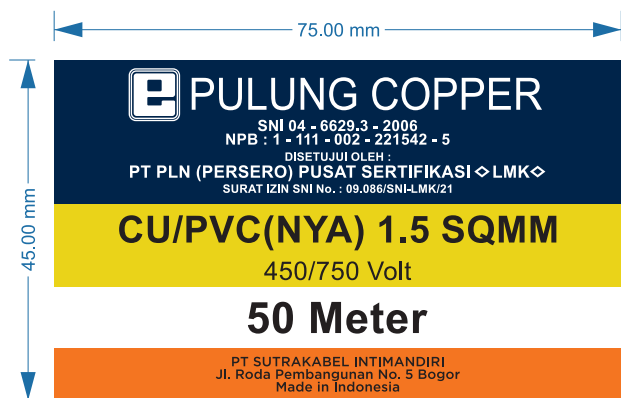 75.00 mm
45.00 mm
e PULUNG COPPER
SNI 04 - 6629.3 - 2006
NPB : 1 - 111 - 002 - 221542 - 5
DISETUJUI OLEH :
PT PLN (PERSERO) PUSAT SERTIFIKASI ◇LMK◇
SURAT IZIN SNI No. : 09.086/SNI-LMK/21
CU/PVC(NYA) 1.5 SQMM
450/750 Volt
50 Meter
PT SUTRAKABEL INTIMANDIRI
Jl. Roda Pembangunan No. 5 Bogor
Made in Indonesia